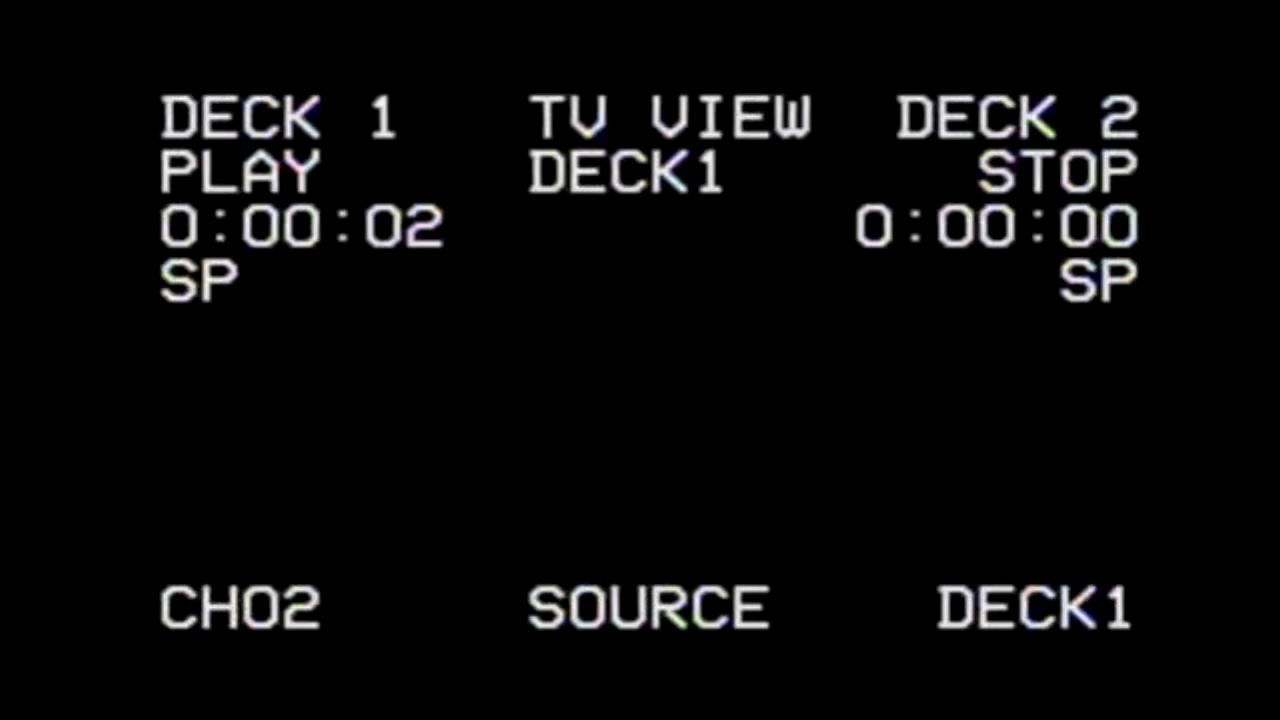 DECK 1 TV VIEW DECK 2
PLAY DECK1 STOP
0:00:02 0:00:00
SP SP
CH02 SOURCE DECK1